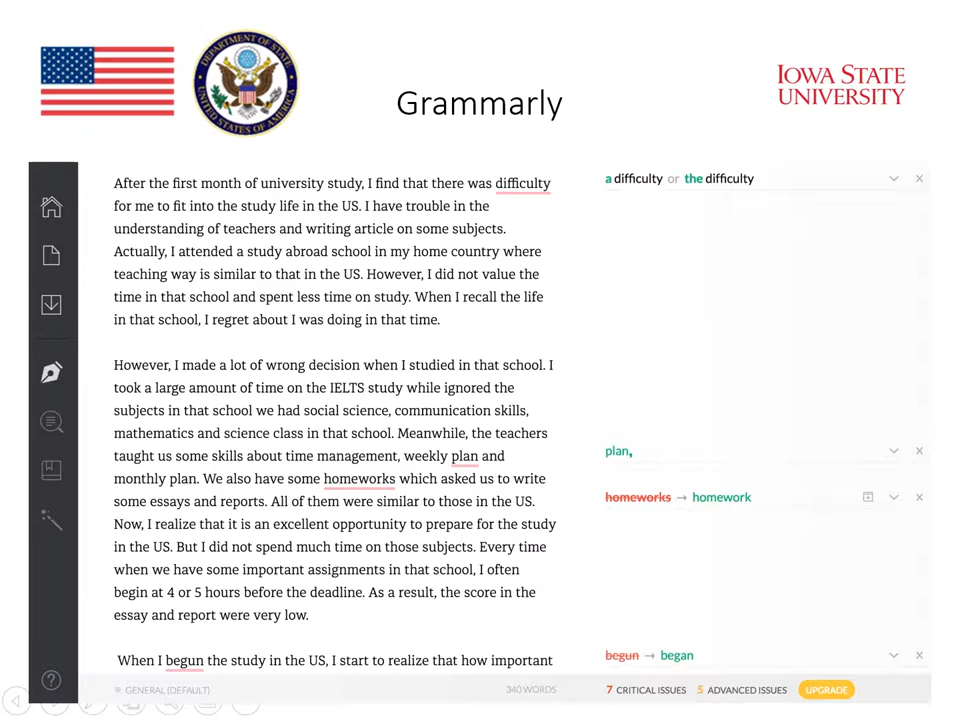 DEPARTMENT OF STATE
UNITED STATES OF AMERICA
Grammarly
IOWA STATE
UNIVERSITY
After the first month of university study, I find that there was difficulty
for me to fit into the study life in the US. I have trouble in the
understanding of teachers and writing article on some subjects.
Actually, I attended a study abroad school in my home country where
teaching way is similar to that in the US. However, I did not value the
time in that school and spent less time on study. When I recall the life
in that school, I regret about I was doing in that time.
However, I made a lot of wrong decision when I studied in that school. I
took a large amount of time on the IELTS study while ignored the
subjects in that school we had social science, communication skills,
mathematics and science class in that school. Meanwhile, the teachers
taught us some skills about time management, weekly plan and
monthly plan. We also have some homeworks which asked us to write
some essays and reports. All of them were similar to those in the US.
Now, I realize that it is an excellent opportunity to prepare for the study
in the US. But I did not spend much time on those subjects. Every time
when we have some important assignments in that school, I often
begin at 4 or 5 hours before the deadline. As a result, the score in the
essay and report were very low.
When I begun the study in the US, I start to realize that how important
a difficulty or the difficulty
plan,
homeworks → homework
begun → began
GENERAL (DEFAULT)
340 WORDS
7 CRITICAL ISSUES
5 ADVANCED ISSUES
UPGRADE